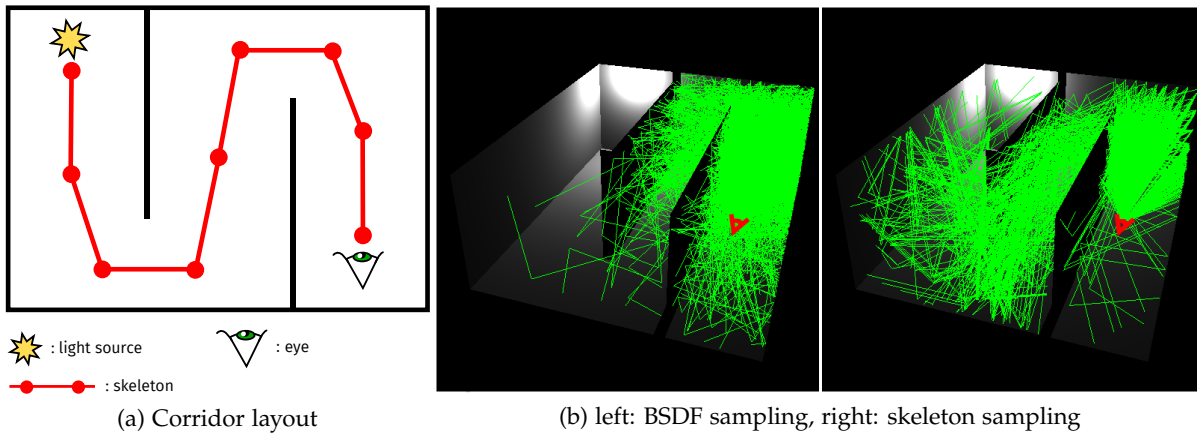 : light source
: eye
: skeleton
(a) Corridor layout
(b) left: BSDF sampling, right: skeleton sampling